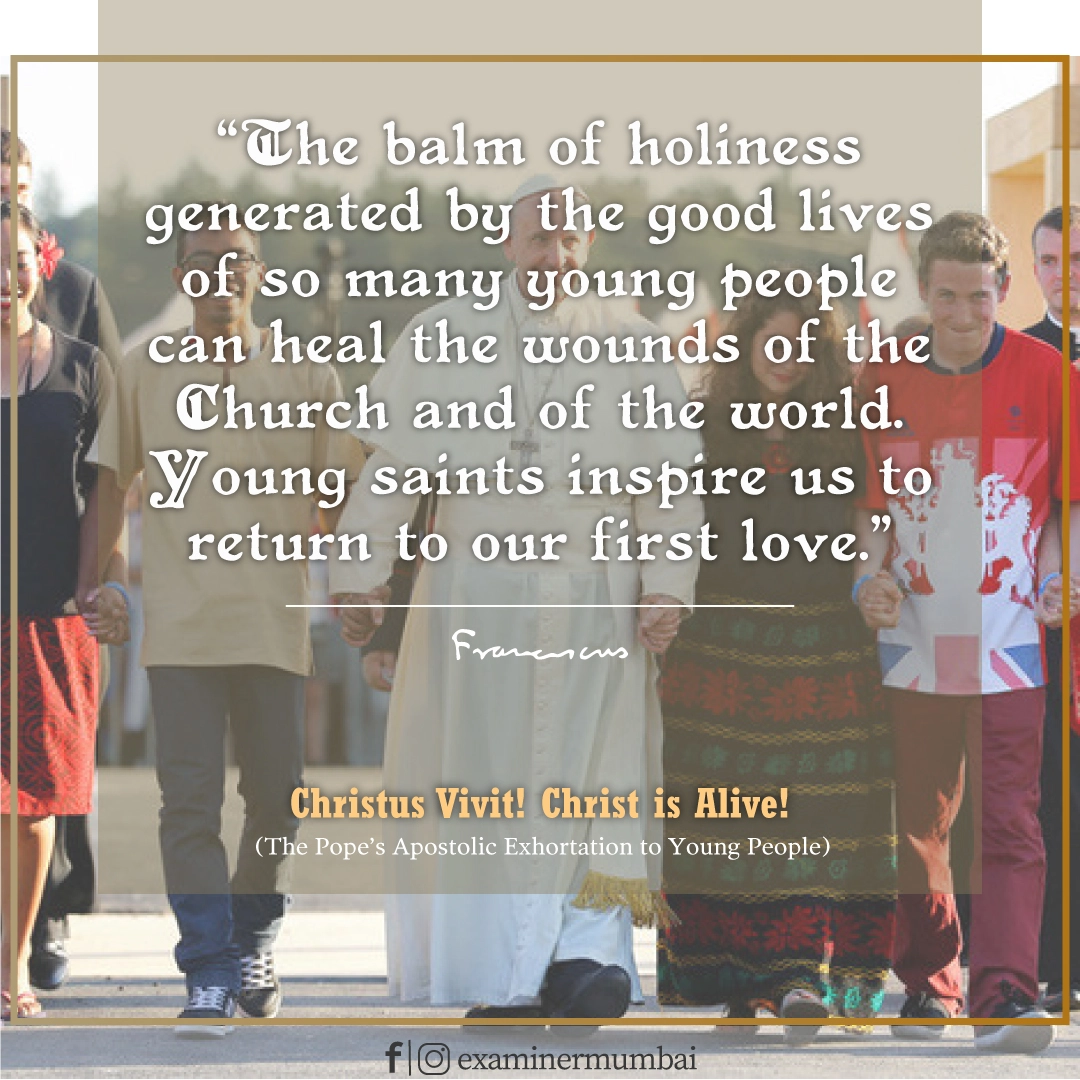 “The balm of holiness
generated by the good lives
of so many young people
can heal the wounds of the
Church and of the world.
Young saints inspire us to
return to our first love.”
Franciscus
Christus Vivit! Christ is Alive!
(The Pope’s Apostolic Exhortation to Young People)
f | examinermumbai